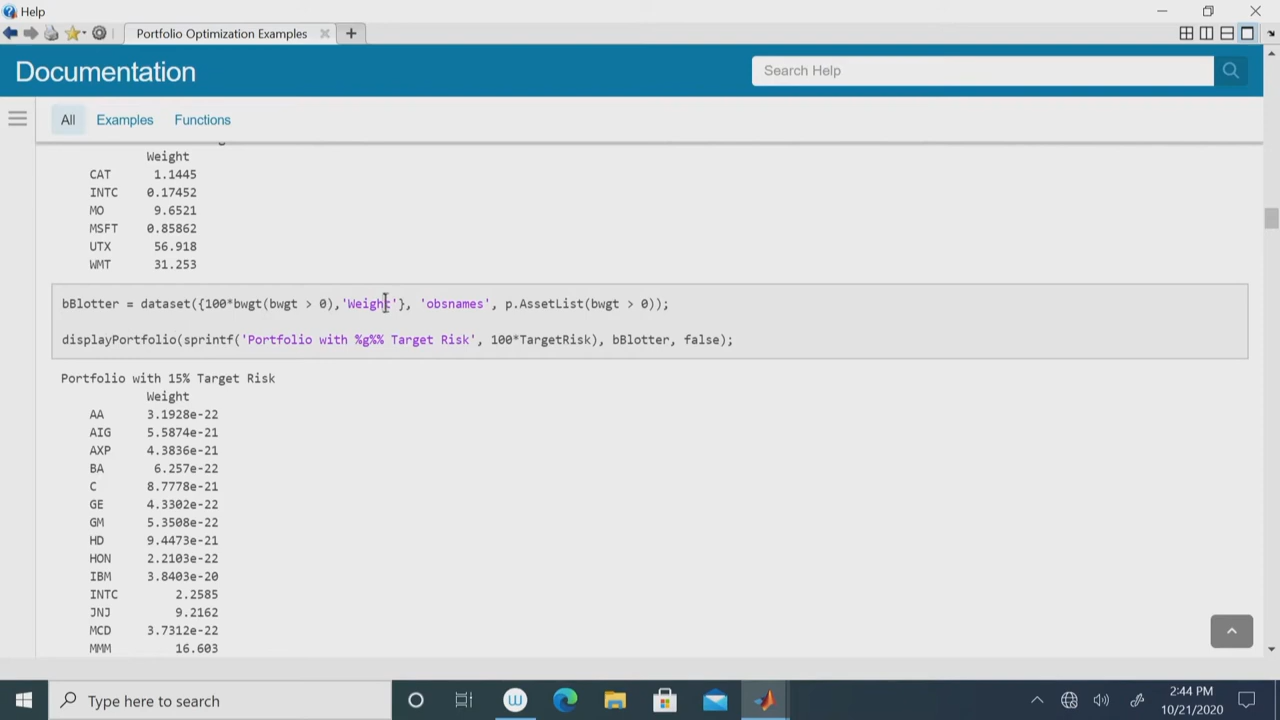 Help
Portfolio Optimization Examples
Documentation
Search Help
All Examples Functions
Weight
CAT 1.1445
INTC 0.17452
MO 9.6521
MSFT 0.85862
UTX 56.918
WMT 31.253
bBlotter = dataset({100*bwgt(bwgt > 0),'Weight'}, 'obsnames', p.AssetList(bwgt > 0));
displayPortfolio(sprintf('Portfolio with %g%% Target Risk', 100*TargetRisk), bBlotter, false);
Portfolio with 15% Target Risk
Weight
AA 3.1928e-22
AIG 5.5874e-21
AXP 4.3836e-21
BA 6.257e-22
C 8.7778e-21
GE 4.3302e-22
GM 5.3508e-22
HD 9.4473e-21
HON 2.2103e-22
IBM 3.8403e-20
INTC 2.2585
JNJ 9.2162
MCD 3.7312e-22
MMM 16.603
Type here to search
2:44 PM
10/21/2020